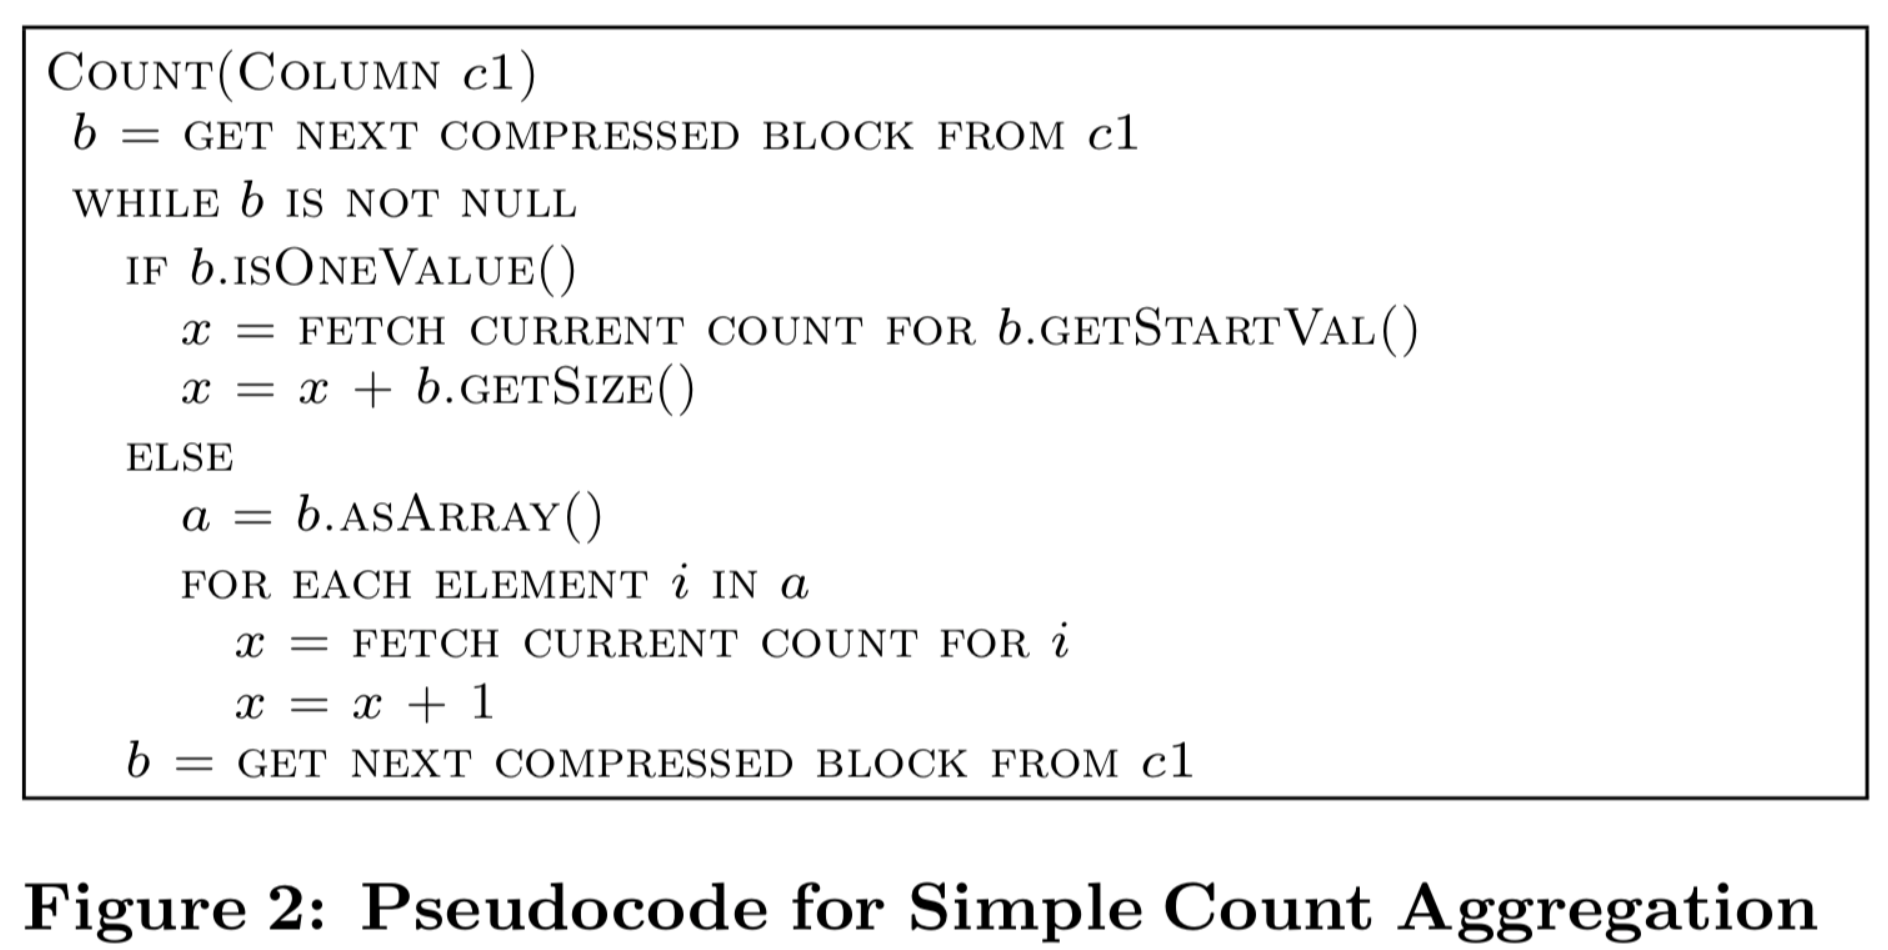 COUNT(COLUMN c1)
b = GET NEXT COMPRESSED BLOCK FROM c1
WHILE b IS NOT NULL
IF b.ISONEVALUE()
x = FETCH CURRENT COUNT FOR b.GETSTARTVAL()
x = x + b.GETSIZE()
ELSE
a = b.ASARRAY()
FOR EACH ELEMENT i IN a
x = FETCH CURRENT COUNT FOR i
x = x + 1
b = GET NEXT COMPRESSED BLOCK FROM c1
Figure 2: Pseudocode for Simple Count Aggregation